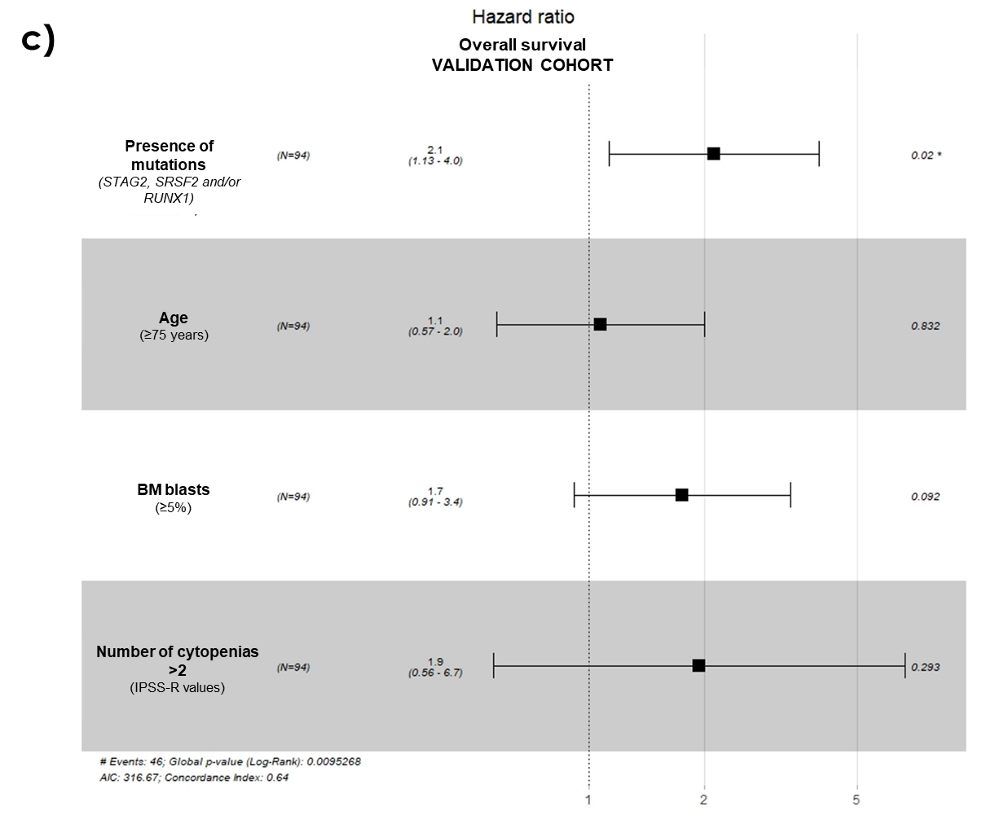 c)
Hazard ratio
Overall survival
VALIDATION COHORT
Presence of
mutations
(STAG2, SRSF2 and/or
RUNX1)
(N=94)
2.1
(1.13 - 4.0)
0.02 *
Age
(≥75 years)
(N=94)
1.1
(0.57 - 2.0)
0.832
BM blasts
(≥5%)
(N=94)
1.7
(0.91 - 3.4)
0.092
Number of cytopenias
>2
(IPSS-R values)
(N=94)
1.9
(0.56 - 6.7)
0.293
# Events: 46; Global p-value (Log-Rank): 0.0095268
AIC: 316.67; Concordance Index: 0.64
1 2 5